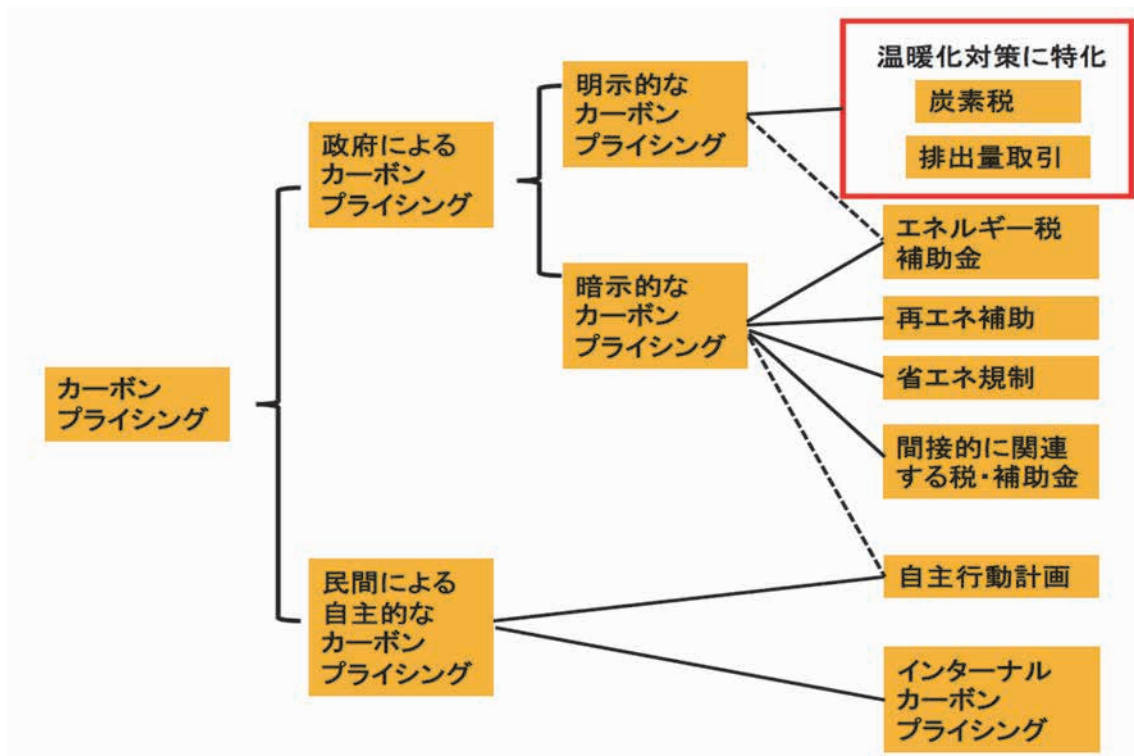 カーボン
プライシング
政府による
カーボン
プライシング
民間による
自主的な
カーボン
プライシング
明示的な
カーボン
プライシング
暗示的な
カーボン
プライシング
温暖化対策に特化
炭素税
排出量取引
エネルギー税
補助金
再エネ補助
省エネ規制
間接的に関連
する税・補助金
自主行動計画
インターナル
カーボン
プライシング